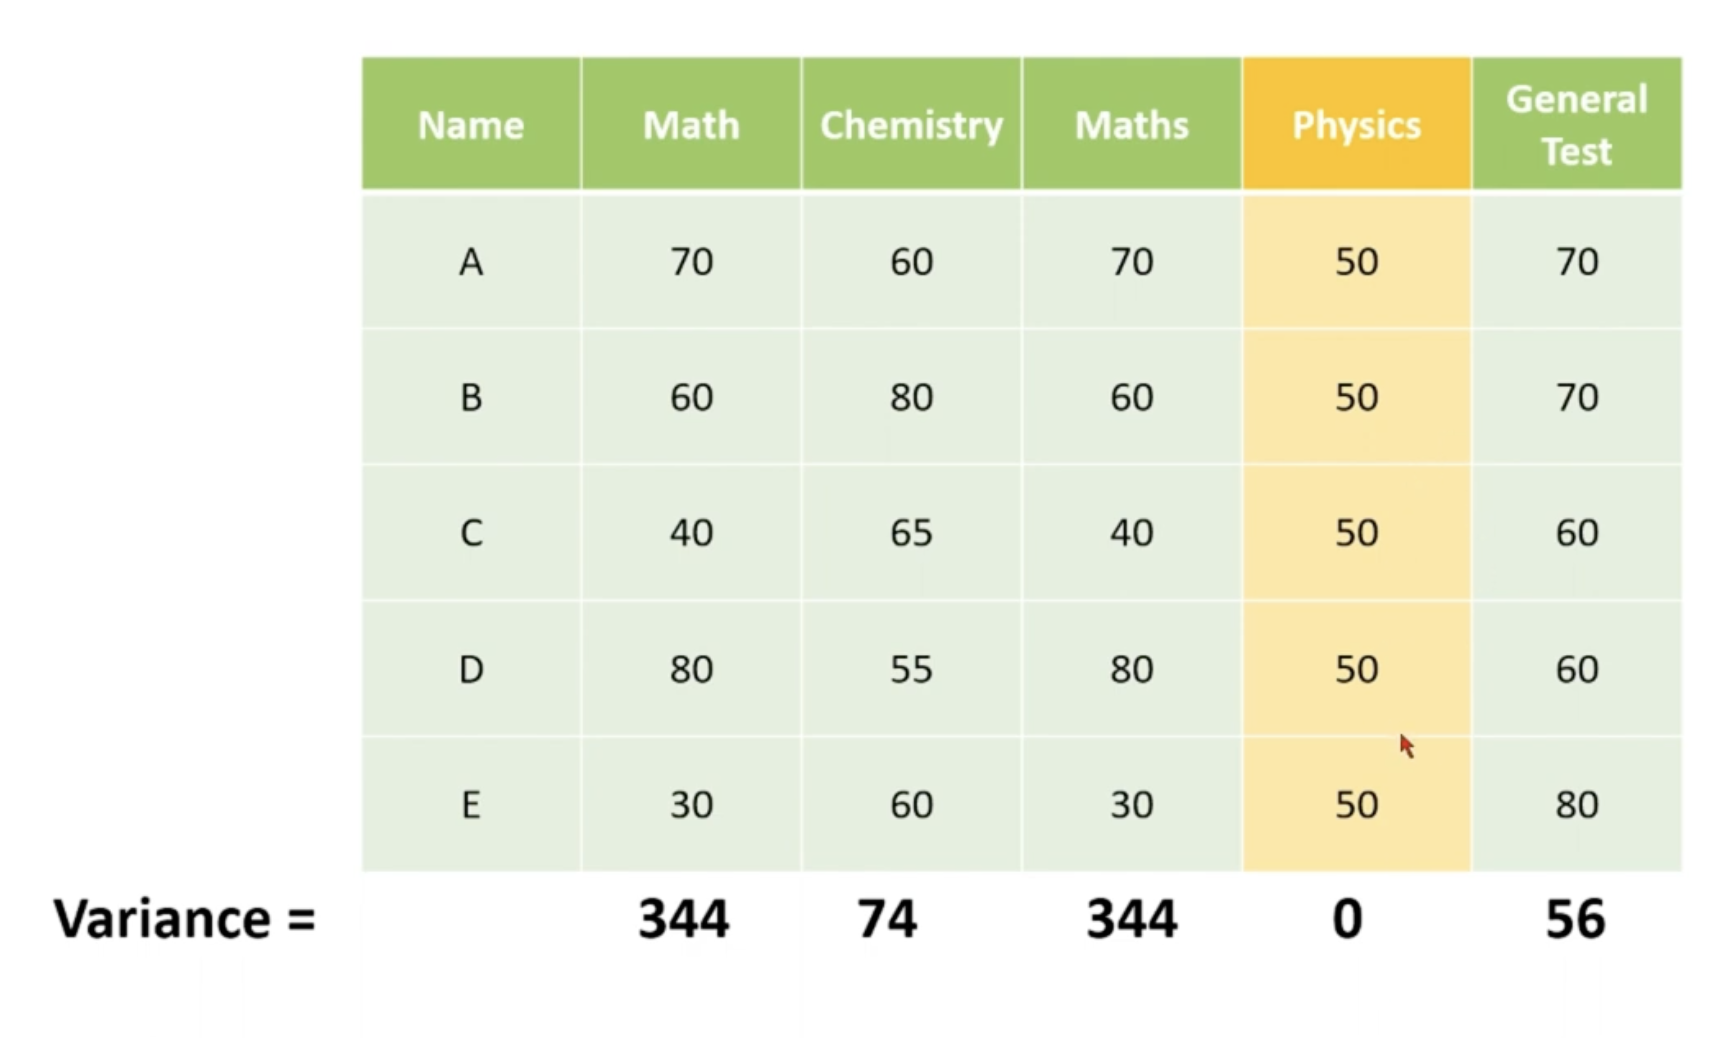 Name Math Chemistry Maths Physics General Test
A 70 60 70 50 70
B 60 80 60 50 70
C 40 65 40 50 60
D 80 55 80 50 60
E 30 60 30 50 80
Variance = 344 74 344 0 56